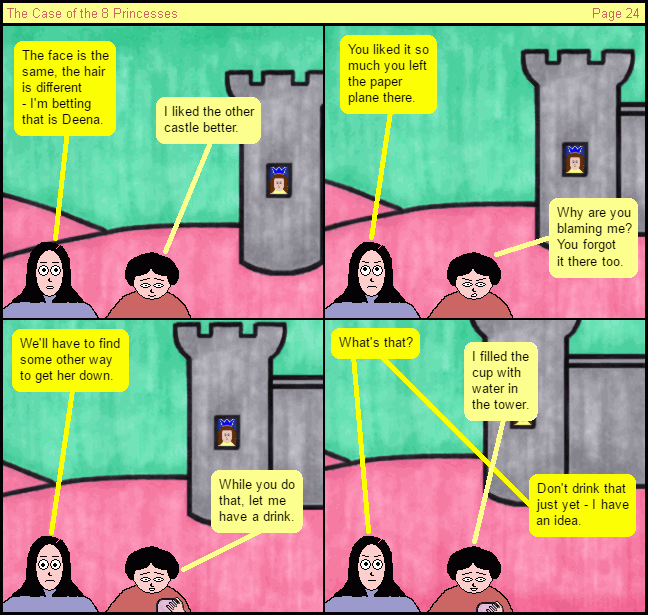 The Case of the 8 Princesses
Page 24
The face is the
same, the hair
is different
- I'm betting
that is Deena.
I liked the other
castle better.
You liked it so
much you left
the paper
plane there.
Why are you
blaming me?
You forgot
it there too.
We'll have to find
some other way
to get her down.
While you do
that, let me
have a drink.
What's that?
I filled the
cup with
water in
the tower.
Don't drink that
just yet - I have
an idea.